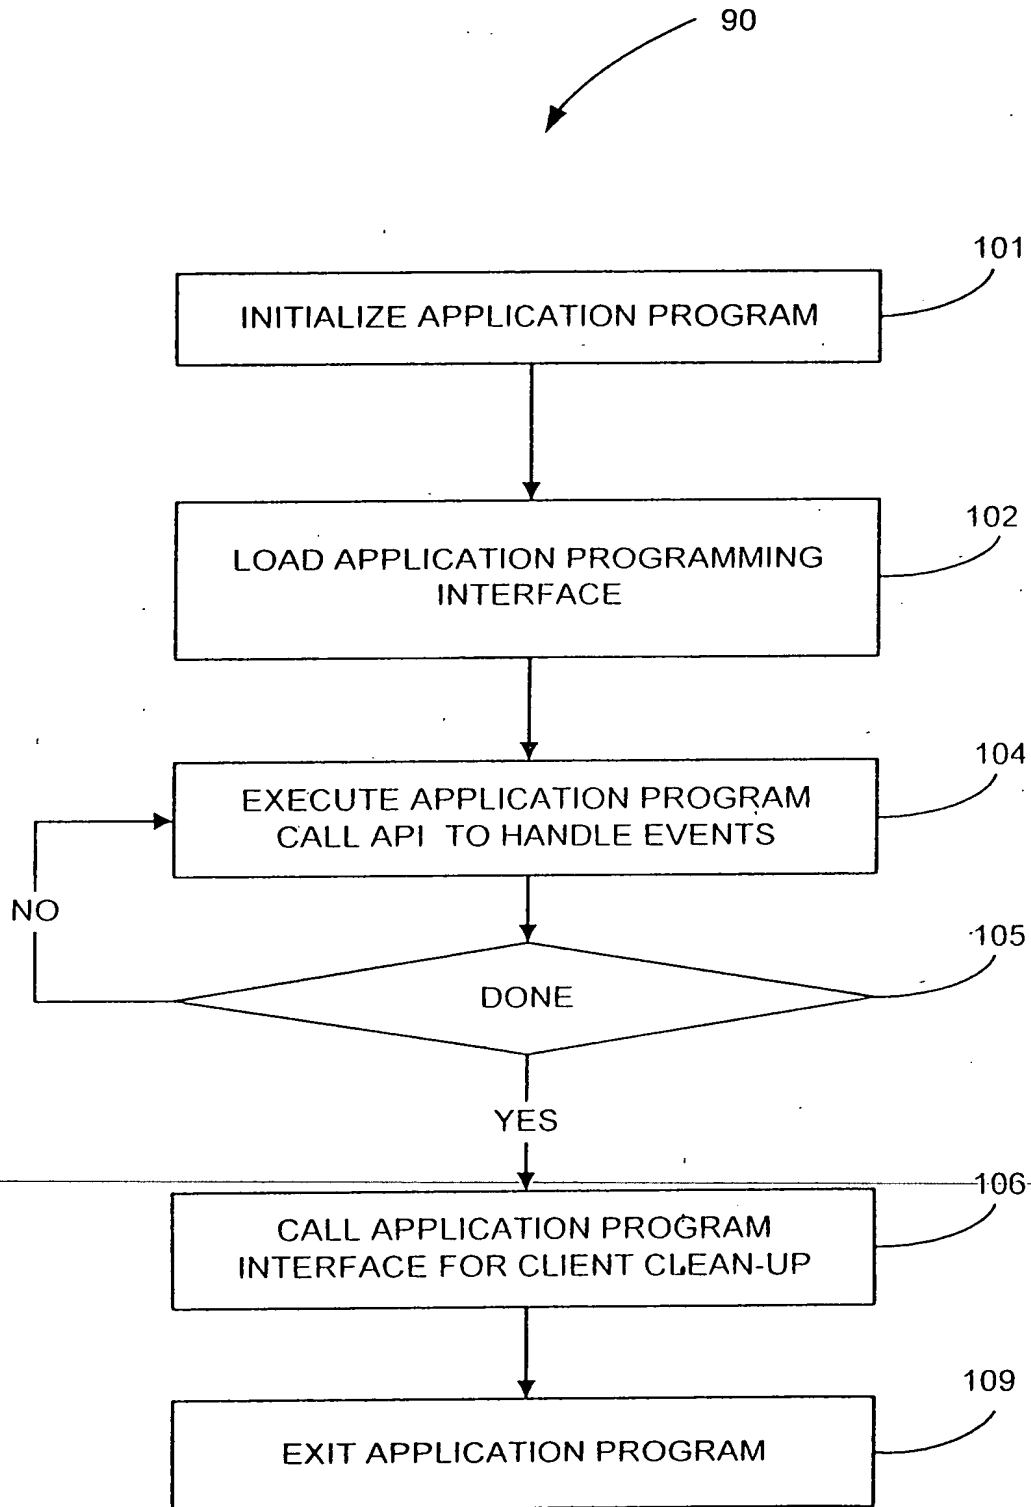 90
101
INITIALIZE APPLICATION PROGRAM
102
LOAD APPLICATION PROGRAMMING
INTERFACE
104
EXECUTE APPLICATION PROGRAM
CALL API TO HANDLE EVENTS
NO
105
DONE
YES
106
CALL APPLICATION PROGRAM
INTERFACE FOR CLIENT CLEAN-UP
109
EXIT APPLICATION PROGRAM